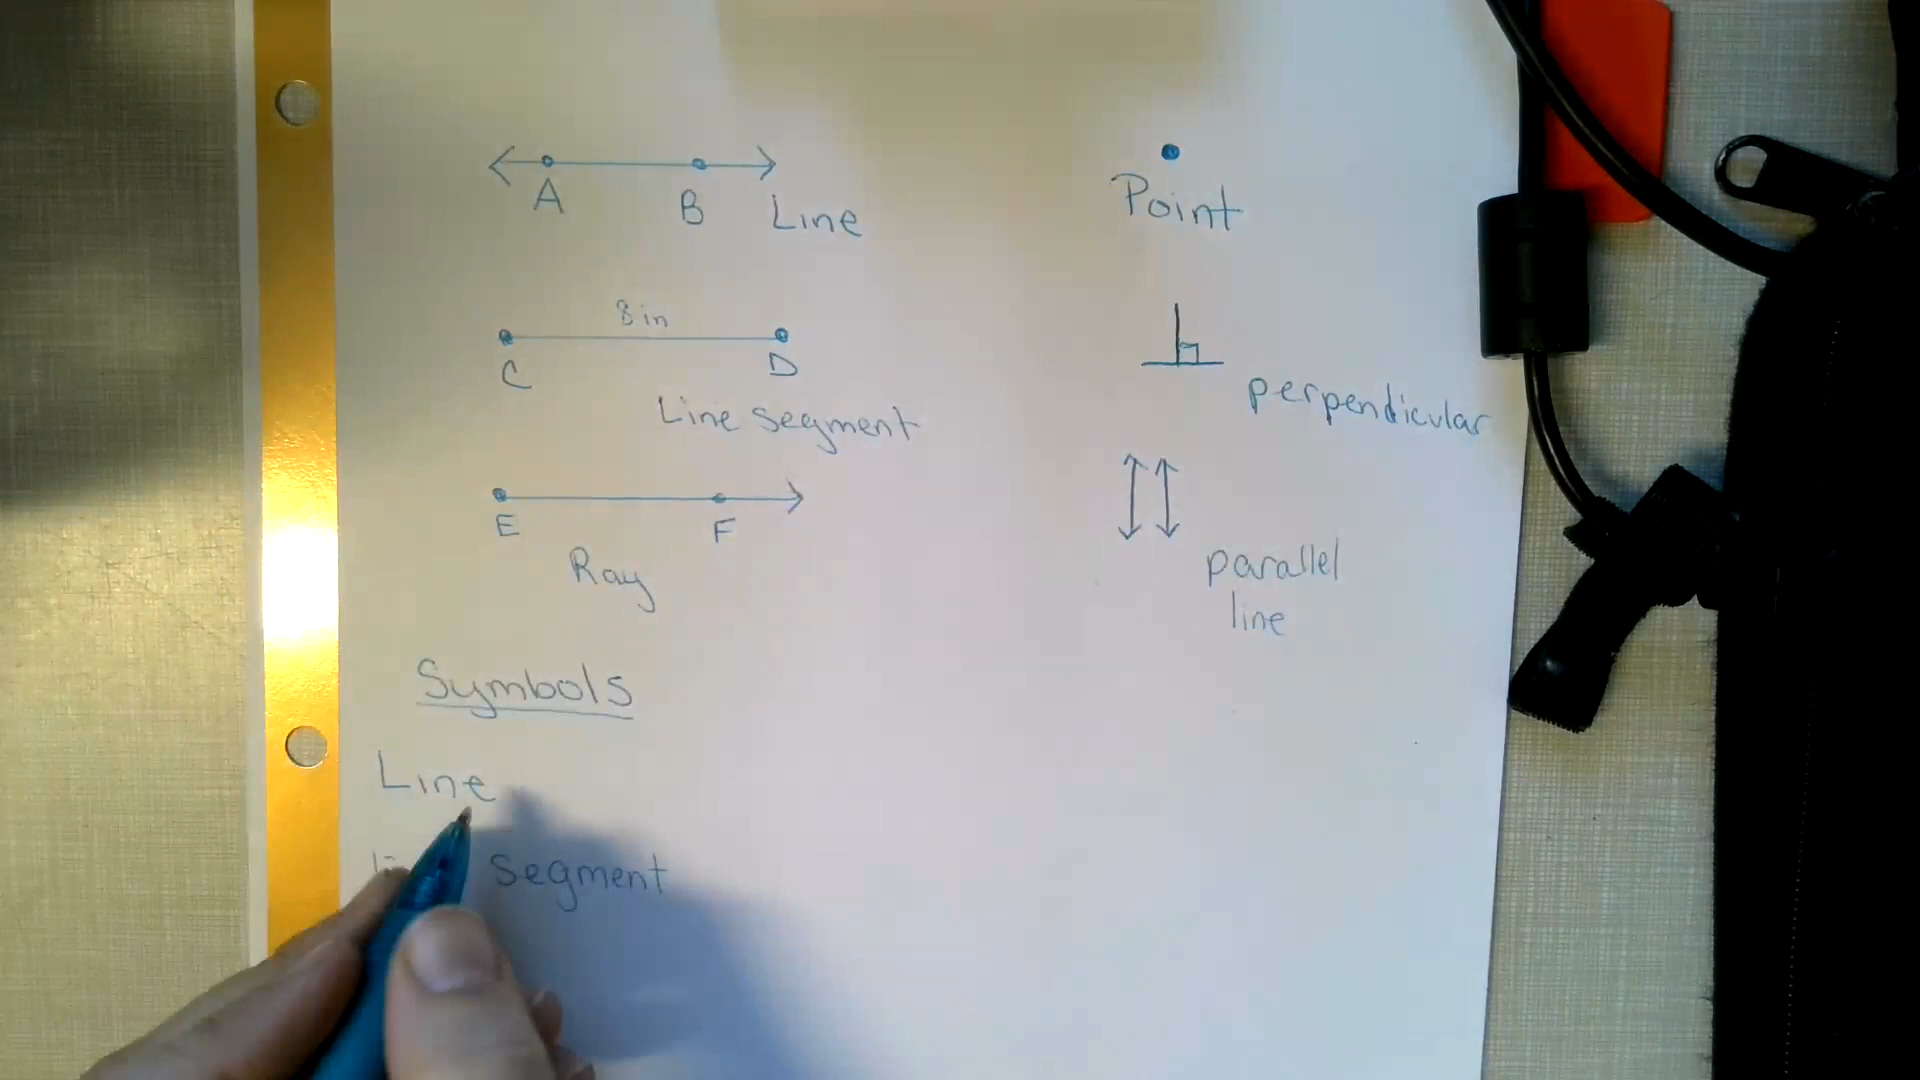 A B Line
8 in
C D
Line segment
E F
Ray
Point
perpendicular
parallel
line
Symbols
Line
segment